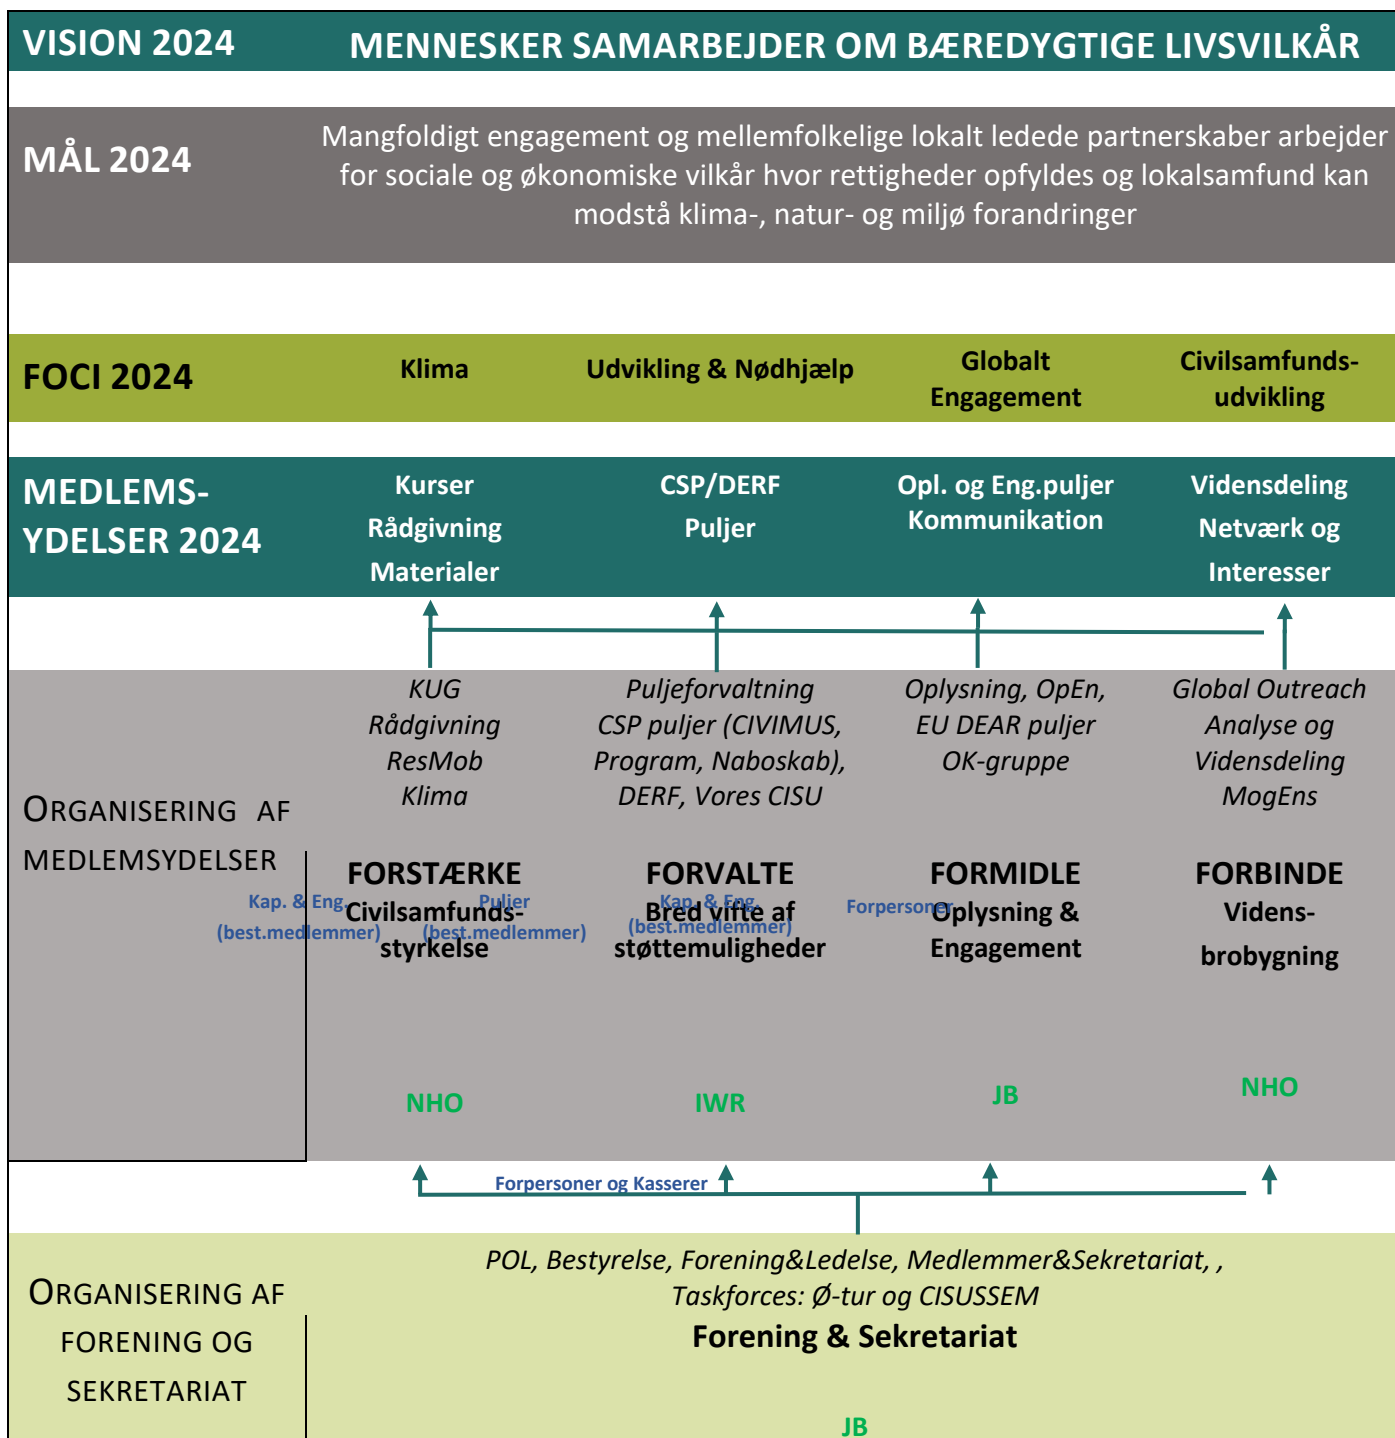 VISION 2024
MENNESKER SAMARBEJDER OM BÆREDYGTIGE LIVSVILKÅR
MÅL 2024
Mangfoldigt engagement og mellemfolkelige lokalt ledede partnerskaber arbejder
for sociale og økonomiske vilkår hvor rettigheder opfyldes og lokalsamfund kan
modstå klima-, natur- og miljø forandringer
FOCI 2024
Klima
Udvikling & Nødhjælp
Globalt
Engagement
Civilsamfunds-
udvikling
MEDLEMS-
YDELSER 2024
Kurser
Rådgivning
Materialer
CSP/DERF
Puljer
Opl. og Eng.puljer
Kommunikation
Vidensdeling
Netværk og
Interesser
ORGANISERING AF
MEDLEMSYDELSER
KUG
Rådgivning
ResMob
Klima
FORSTÆRKE
Civilsamfunds-
styrkelse
Kap. & Eng.
(best.medlemmer)
NHO
Puljeforvaltning
CSP puljer (CIVIMUS,
Program, Naboskab),
DERF, Vores CISU
FORVALTE
Bred vifte af
støttemuligheder
Puljer
(best.medlemmer)
IWR
Oplysning, OpEn,
EU DEAR puljer
OK-gruppe
FORMIDLE
Oplysning &
Engagement
Kap. & Eng.
(best.medlemmer)
JB
Global Outreach
Analyse og
Vidensdeling
MogEns
FORBINDE
Videns-
brobygning
Forpersoner
NHO
Forpersoner og Kasserer
ORGANISERING AF
FORENING OG
SEKRETARIAT
POL, Bestyrelse, Forening&Ledelse, Medlemmer&Sekretariat, ,
Taskforces: Ø-tur og CISUSSEM
Forening & Sekretariat
JB